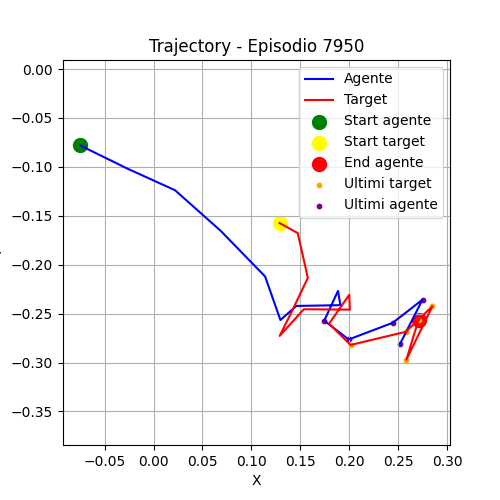 Trajectory - Episodio 7950
Agente
Target
Start agente
Start target
End agente
Ultimi target
Ultimi agente
0.00
−0.05
−0.10
−0.15
−0.20
−0.25
−0.30
−0.35
−0.05
0.00
0.05
0.10
0.15
0.20
0.25
0.30
X